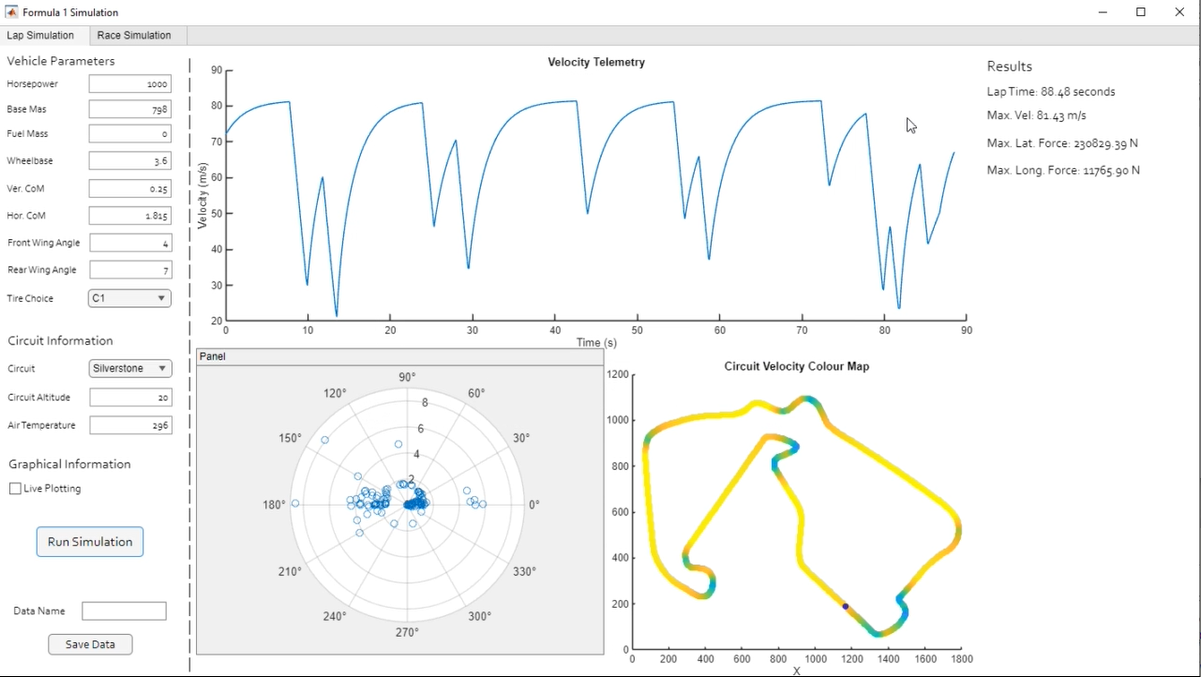 Formula 1 Simulation
Lap Simulation Race Simulation
Vehicle Parameters
Horsepower 1000
Base Mas 798
Fuel Mass 0
Wheelbase 3.6
Ver. CoM 0.25
Hor. CoM 1.815
Front Wing Angle 4
Rear Wing Angle 7
Tire Choice C1
Circuit Information
Circuit Silverstone
Circuit Altitude 20
Air Temperature 296
Graphical Information
Live Plotting
Run Simulation
Data Name
Save Data
Velocity Telemetry
Velocity (m/s)
90
80
70
60
50
40
30
20
0 10 20 30 40 50 60 70 80 90
Time (s)
Results
Lap Time: 88.48 seconds
Max. Vel: 81.43 m/s
Max. Lat. Force: 230829.39 N
Max. Long. Force: 11765.90 N
Panel
90°
120° 60°
150° 30°
180° 0°
210° 330°
240° 300°
270°
8
6
4
2
Circuit Velocity Colour Map
1200
1000
800
600
400
200
0
0 200 400 600 800 1000 1200 1400 1600 1800
X